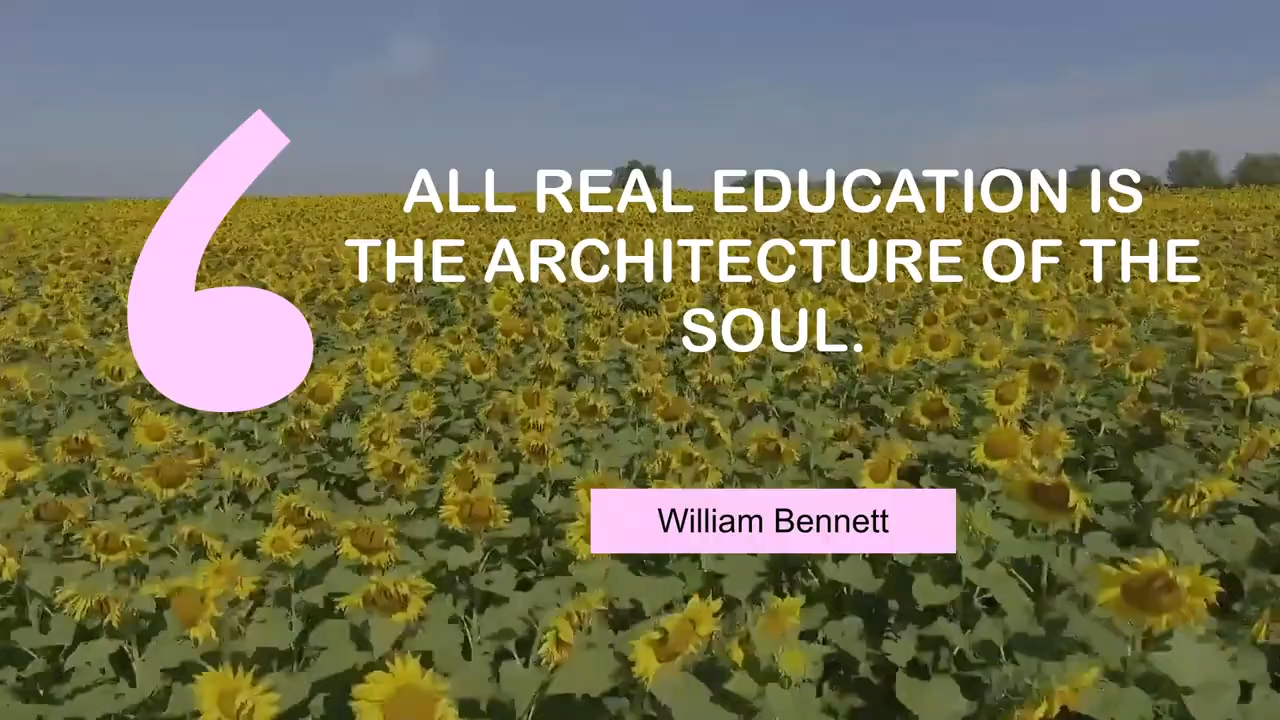 ALL REAL EDUCATION IS
THE ARCHITECTURE OF THE
SOUL.
William Bennett